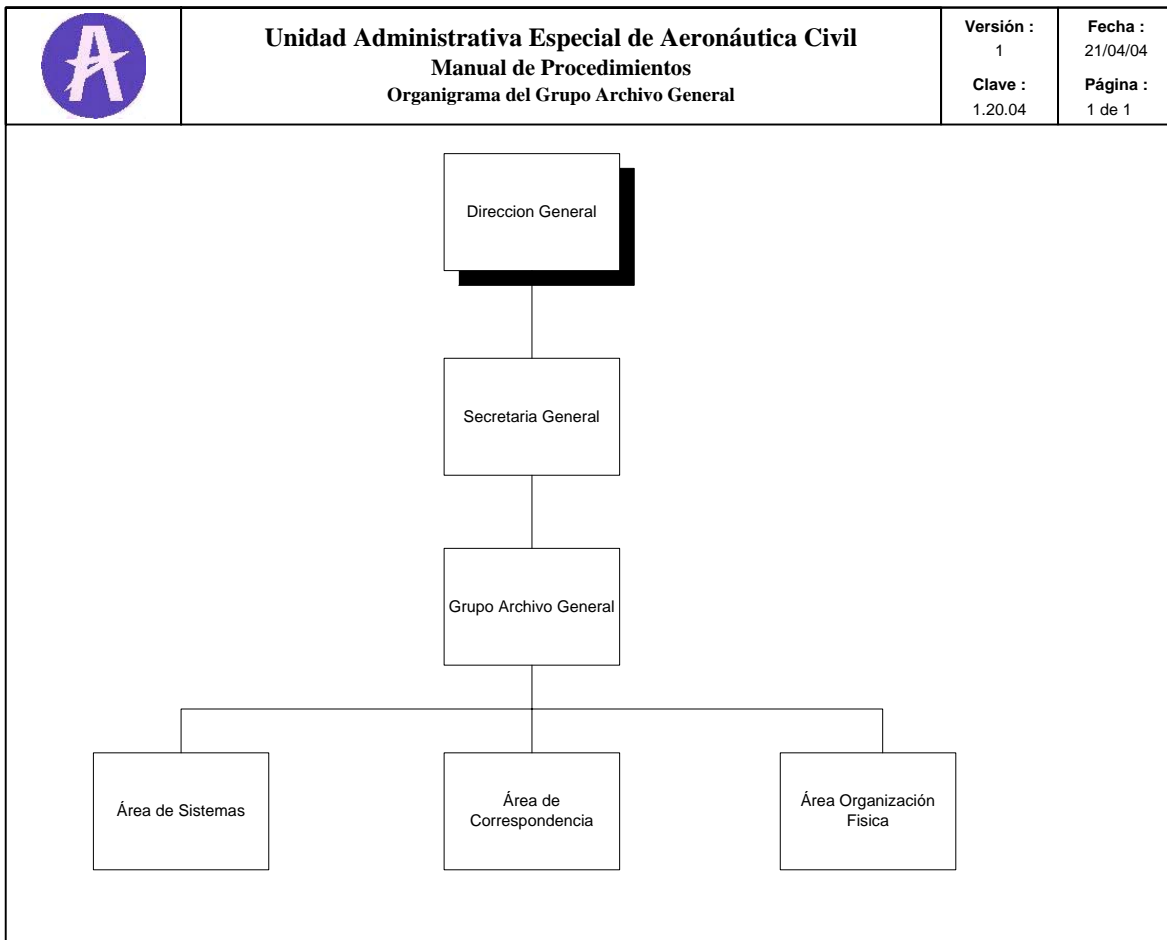 Unidad Administrativa Especial de Aeronáutica Civil
Manual de Procedimientos
Organigrama del Grupo Archivo General
Versión :
1
Clave :
1.20.04
Fecha :
21/04/04
Página :
1 de 1
Direccion General
Secretaria General
Grupo Archivo General
Área de Sistemas
Área de
Correspondencia
Área Organización
Fisica